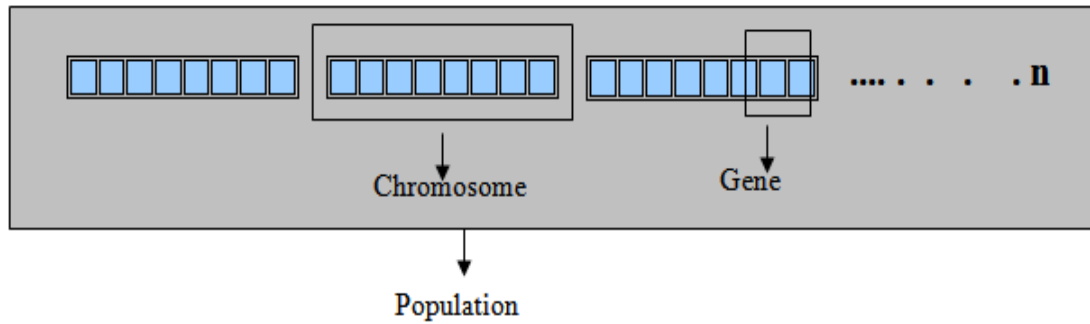 .... . . . . n
Chromosome
Gene
Population